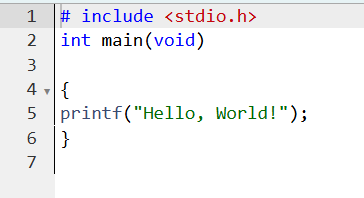 1 # include <stdio.h>
2 int main(void)
3
4 {
5 printf("Hello, World!");
6 }
7